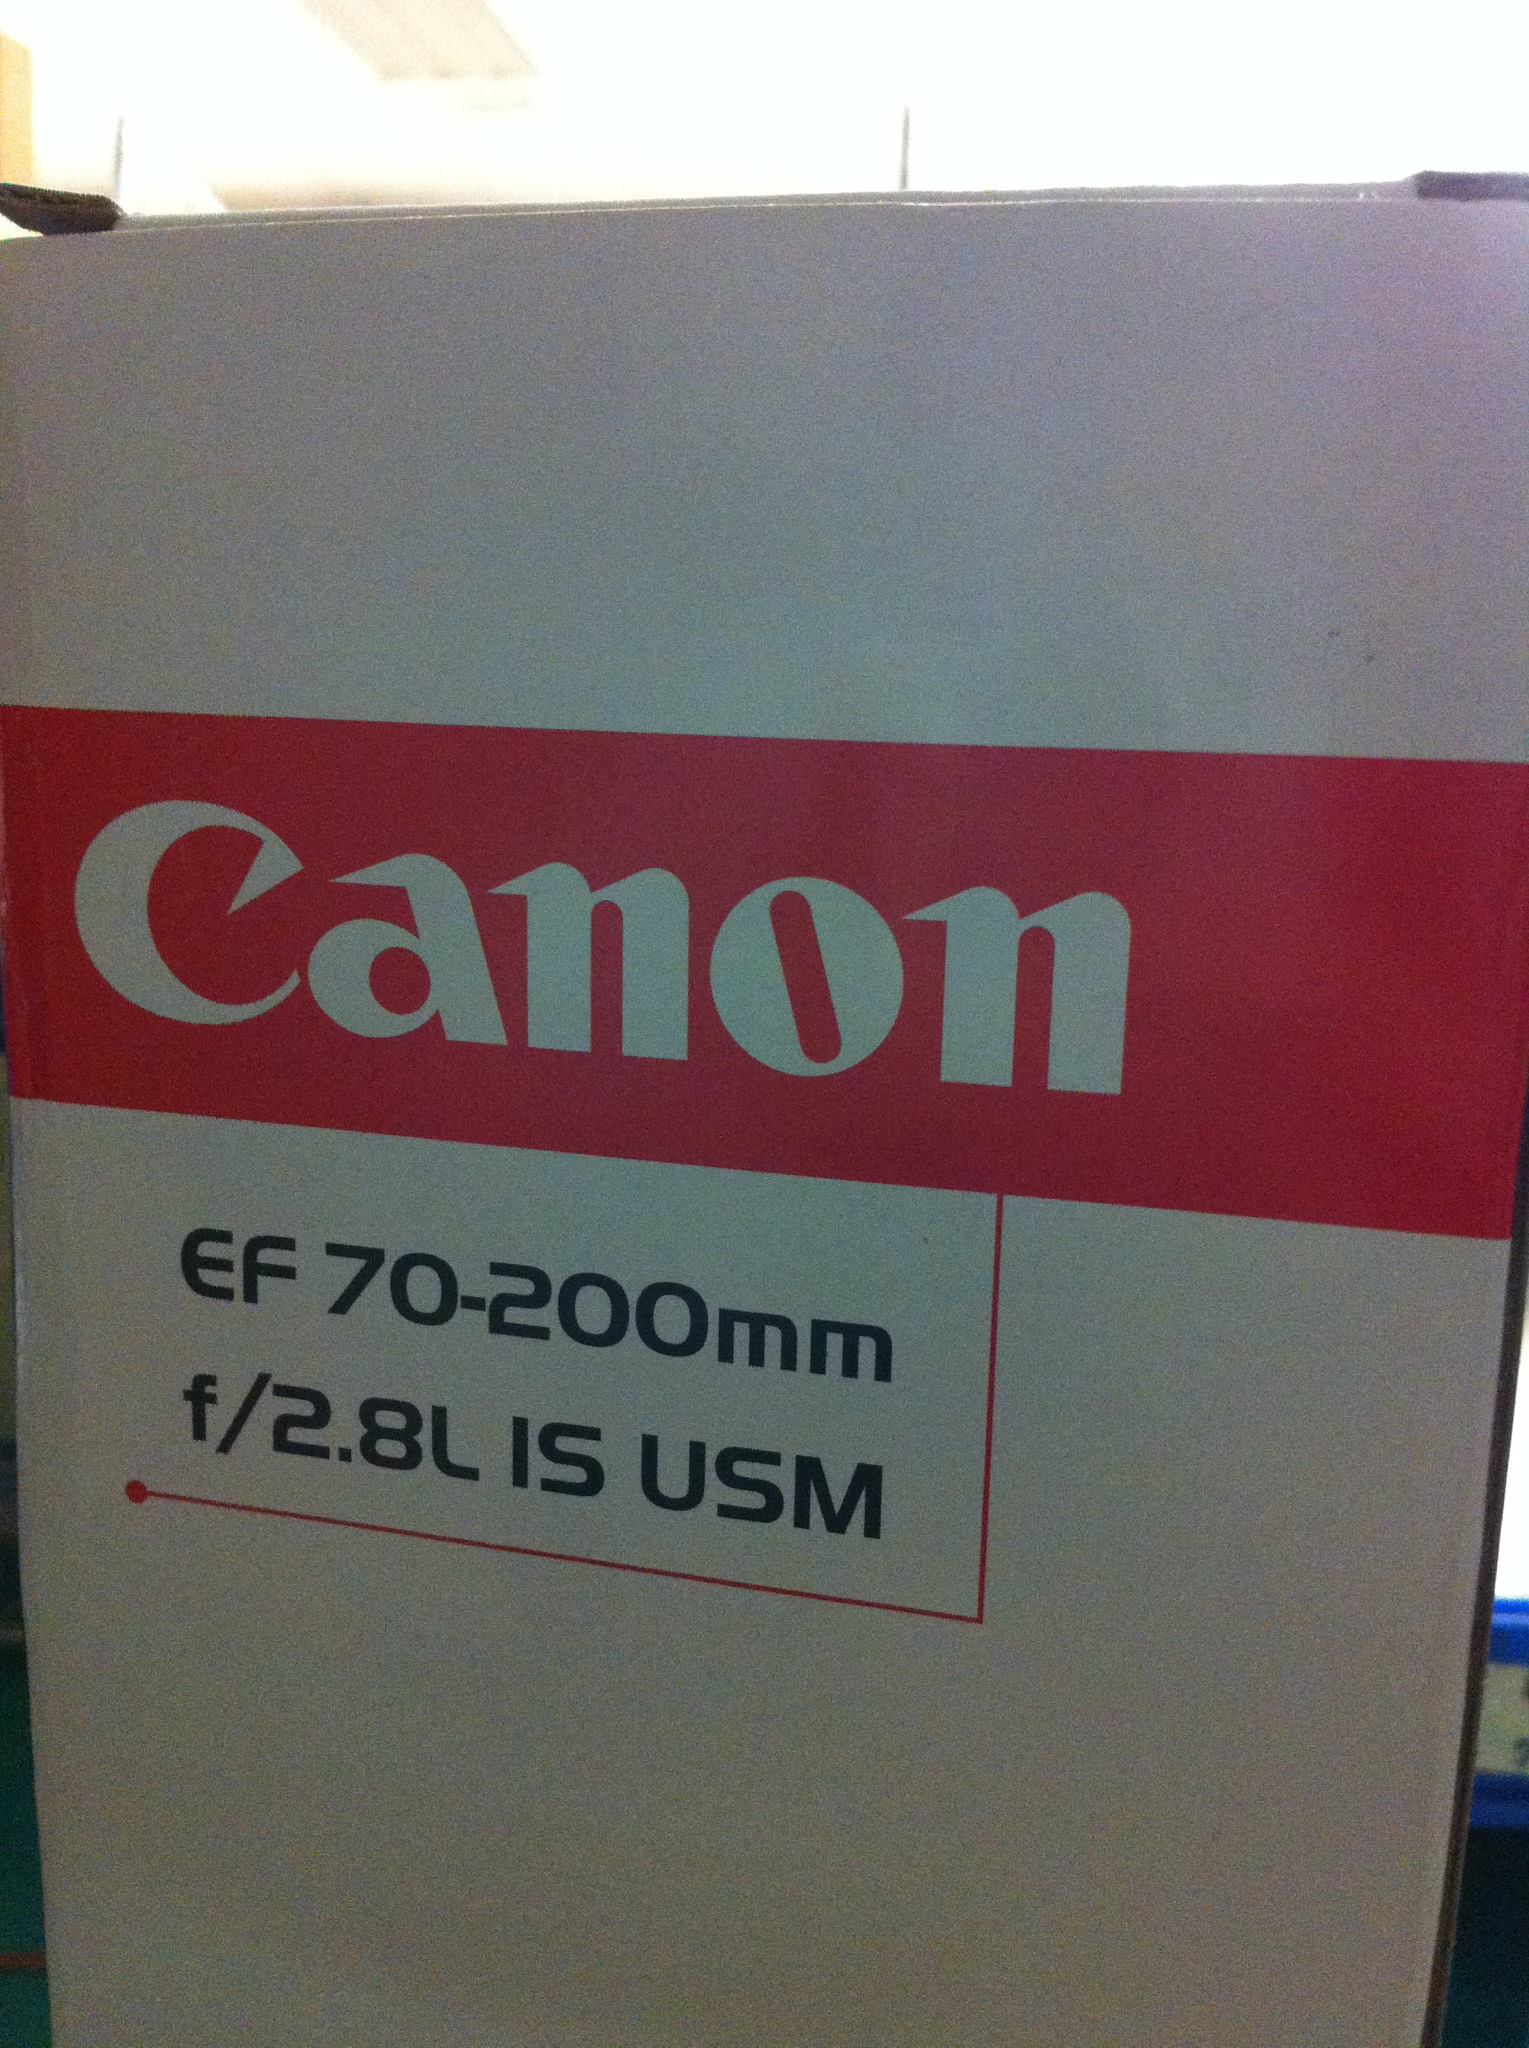 Canon
EF 70-200mm
f/2.8L IS USM